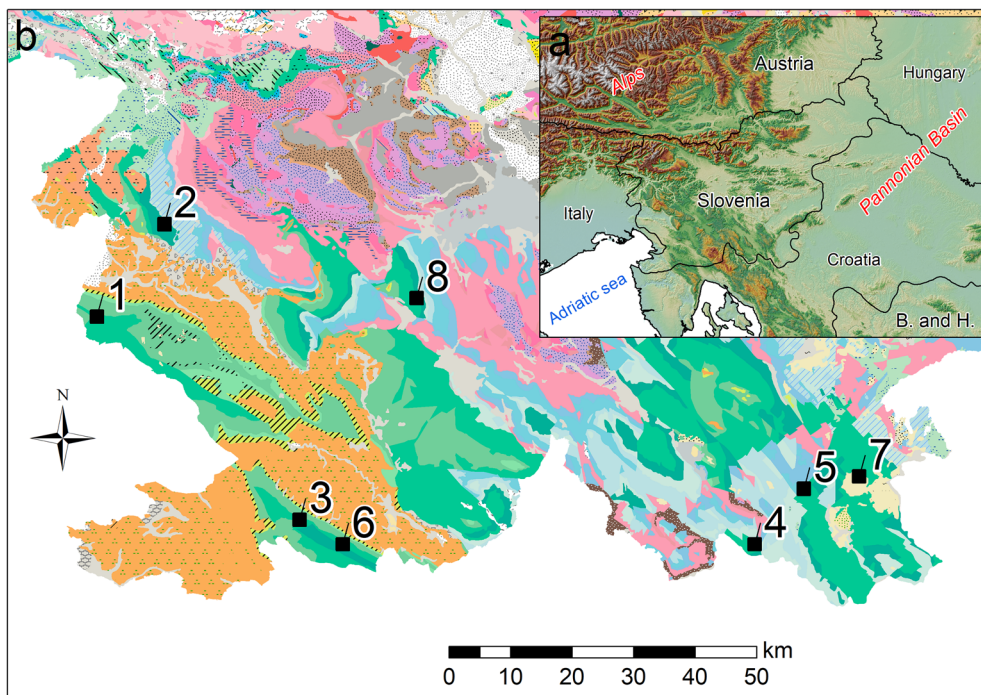 b
a
Austria
Hungary
Alps
Pannonian Basin
Slovenia
Italy
Croatia
Adriatic sea
B. and H.
2
8
1
N
5
7
3
6
4
km
0 10 20 30 40 50